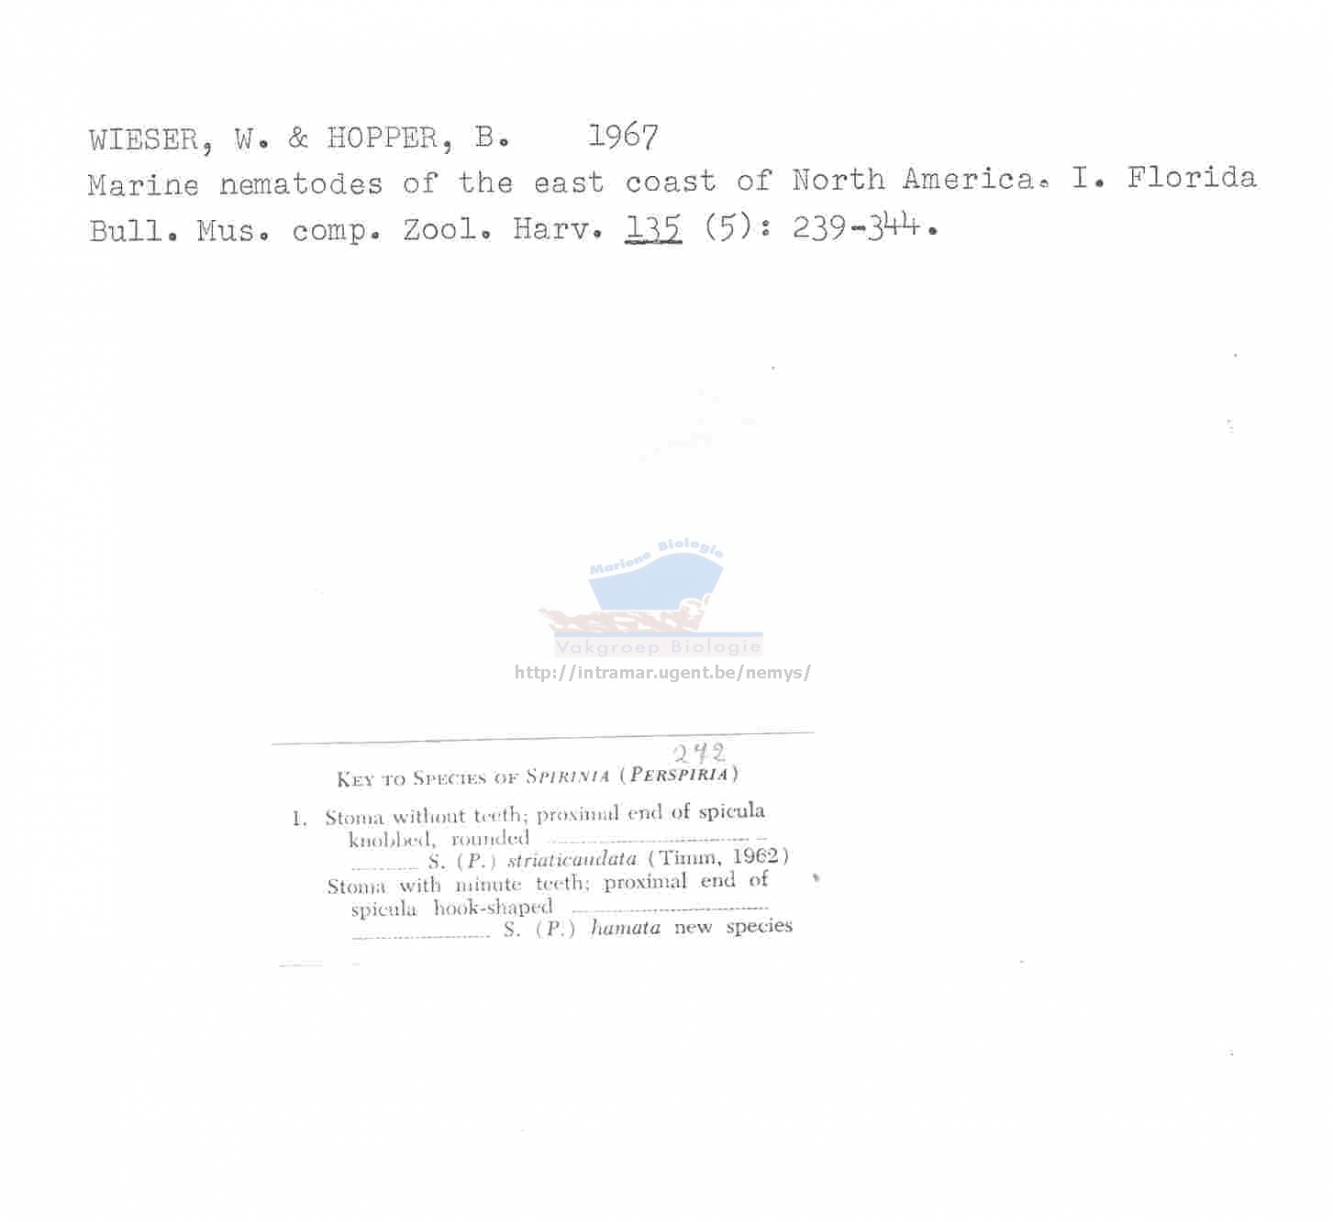 WIESER, W. & HOPPER, B. 1967
Marine nematodes of the east coast of North America. I. Florida
Bull. Mus. comp. Zool. Harv. 135 (5): 239-344.
Mariene Biologie
Vakgroep Biologie
http://intramar.ugent.be/nemys/
292
KEY TO SPECIES OF SPIRINIA (PERSPIRIA)
1. Stoma without teeth; proximal end of spicula
knobbed, rounded
S. (P.) striaticaudata (Timm, 1962)
Stoma with minute teeth; proximal end of
spicula hook-shaped
S. (P.) hamata new species